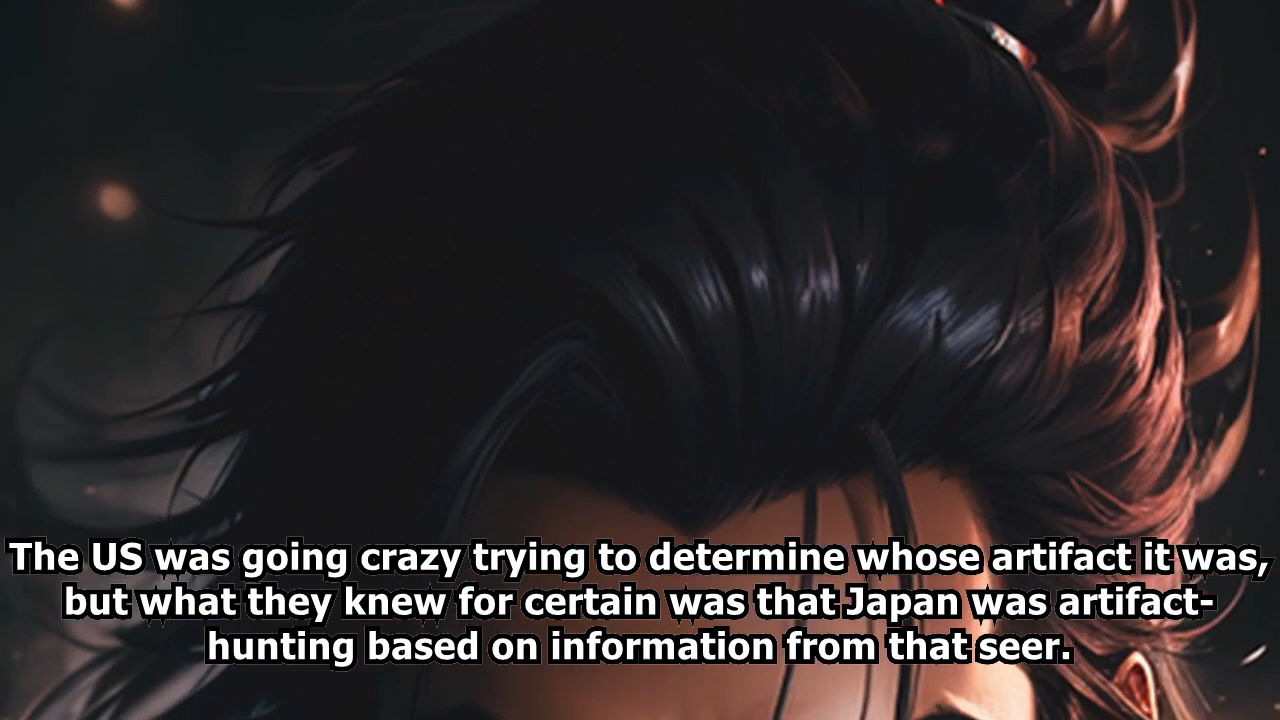 The US was going crazy trying to determine whose artifact it was,
but what they knew for certain was that Japan was artifact-
hunting based on information from that seer.